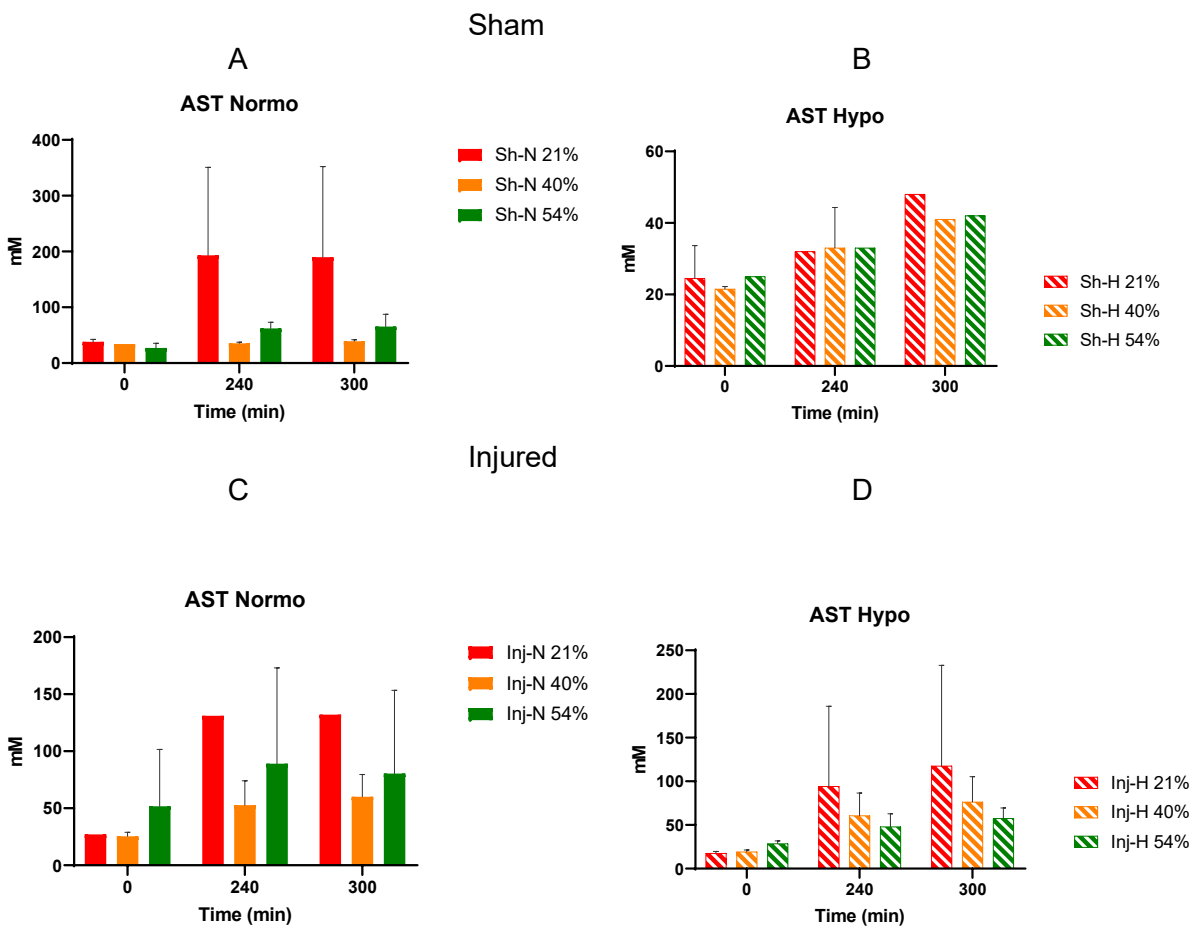 Sham
A
B
AST Normo
AST Hypo
400
300
200
100
0
mM
0
240
300
Time (min)
Sh-N 21%
Sh-N 40%
Sh-N 54%
60
40
20
0
mM
0
240
300
Time (min)
Sh-H 21%
Sh-H 40%
Sh-H 54%
Injured
C
D
AST Normo
AST Hypo
200
150
100
50
0
mM
0
240
300
Time (min)
Inj-N 21%
Inj-N 40%
Inj-N 54%
250
200
150
100
50
0
mM
0
240
300
Time (min)
Inj-H 21%
Inj-H 40%
Inj-H 54%